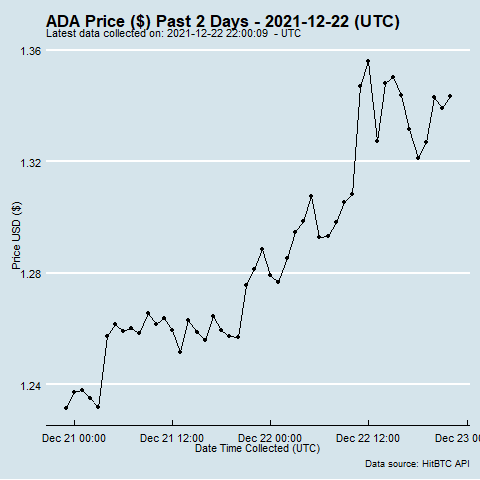 ADA Price ($) Past 2 Days - 2021-12-22 (UTC)
Latest data collected on: 2021-12-22 22:00:09  - UTC
1.36
1.32
1.28
1.24
Price USD ($)
Dec 21 00:00
Dec 21 12:00
Dec 22 00:00
Dec 22 12:00
Dec 23 0
Date Time Collected (UTC)
Data source: HitBTC API